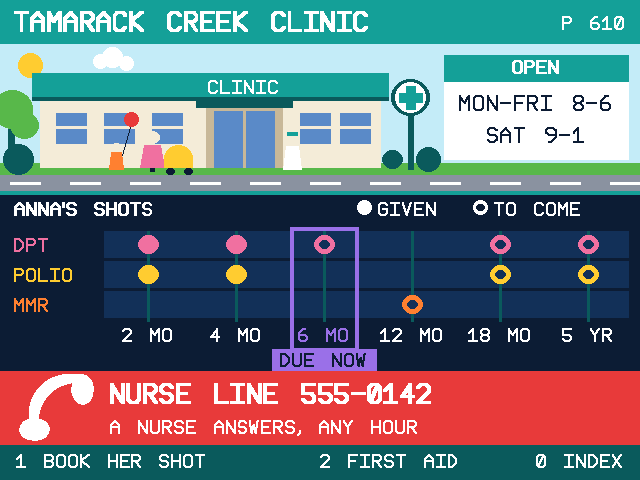 TAMARACK CREEK CLINIC
P 610
CLINIC
OPEN
MON-FRI 8-6
SAT 9-1
ANNA'S SHOTS
GIVEN
TO COME
DPT
POLIO
MMR
2 MO 4 MO 6 MO 12 MO 18 MO 5 YR
DUE NOW
NURSE LINE 555-0142
A NURSE ANSWERS, ANY HOUR
1 BOOK HER SHOT 2 FIRST AID 0 INDEX